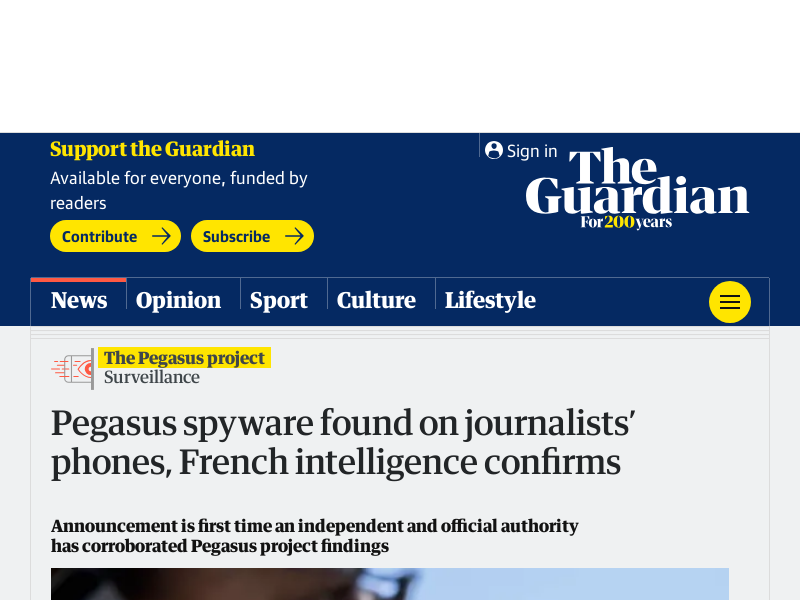 Support the Guardian
Available for everyone, funded by
readers
Contribute
Subscribe
Sign in
The
Guardian
For 200 years
News
Opinion
Sport
Culture
Lifestyle
The Pegasus project
Surveillance
Pegasus spyware found on journalists’
phones, French intelligence confirms
Announcement is first time an independent and official authority
has corroborated Pegasus project findings